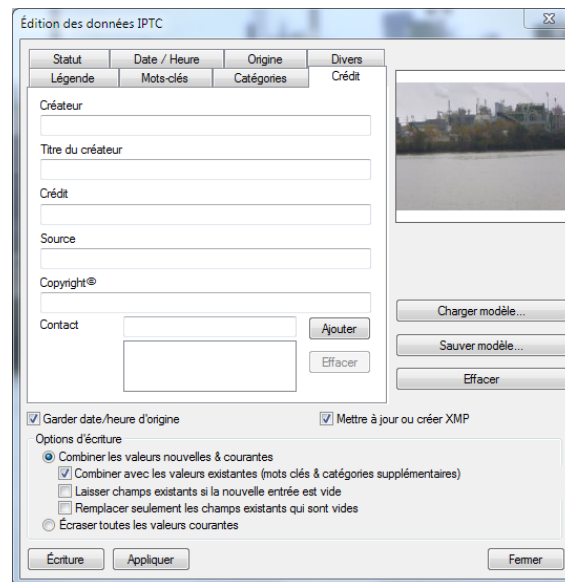 Édition des données IPTC
Statut Date / Heure Origine Divers
Légende Mots-clés Catégories Crédit
Créateur
Titre du créateur
Crédit
Source
Copyright©
Contact
Ajouter
Effacer
Charger modèle...
Sauver modèle...
Effacer
Garder date/heure d'origine Mettre à jour ou créer XMP
Options d'écriture
Combiner les valeurs nouvelles & courantes
Combiner avec les valeurs existantes (mots clés & catégories supplémentaires)
Laisser champs existants si la nouvelle entrée est vide
Remplacer seulement les champs existants qui sont vides
Écraser toutes les valeurs courantes
Écriture Appliquer Fermer